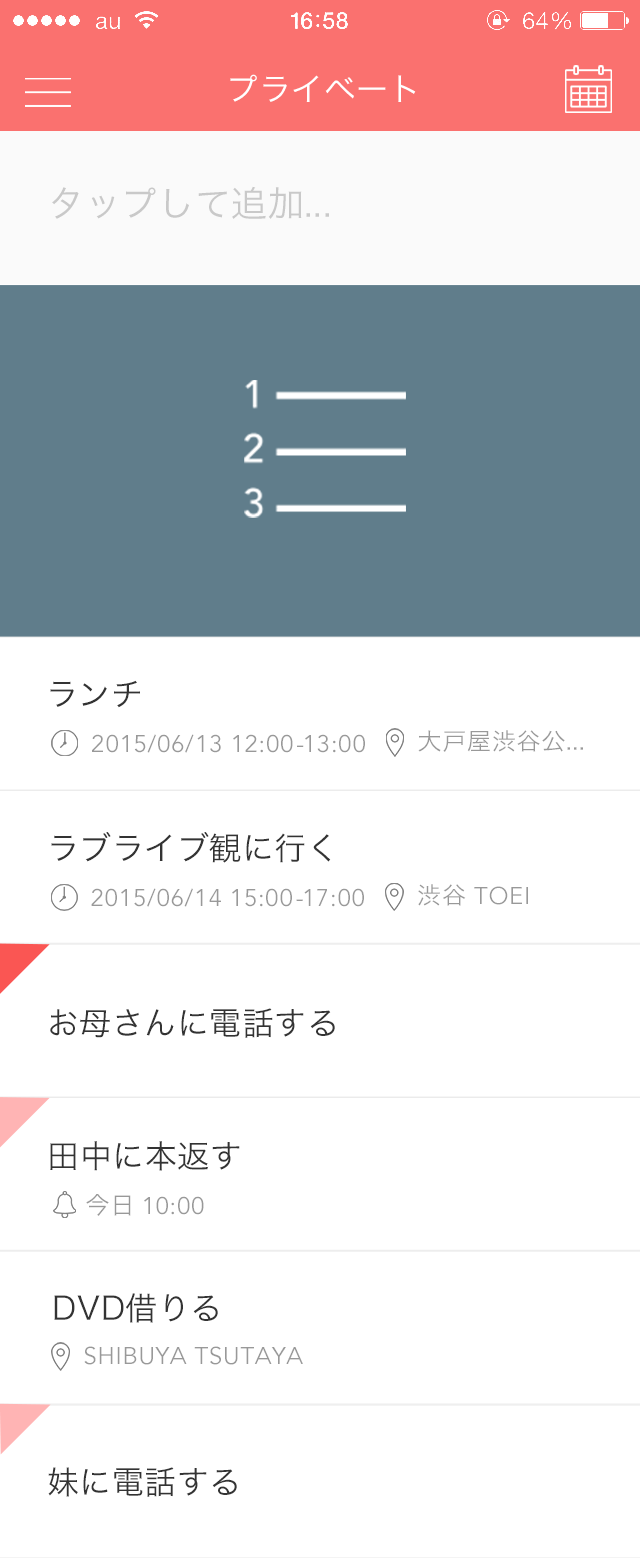 au 16:58 64%
プライベート
タップして追加...
1
2
3
ランチ
2015/06/13 12:00-13:00 大戸屋渋谷公...
ラブライブ観に行く
2015/06/14 15:00-17:00 渋谷 TOEI
お母さんに電話する
田中に本返す
今日 10:00
DVD借りる
SHIBUYA TSUTAYA
妹に電話する